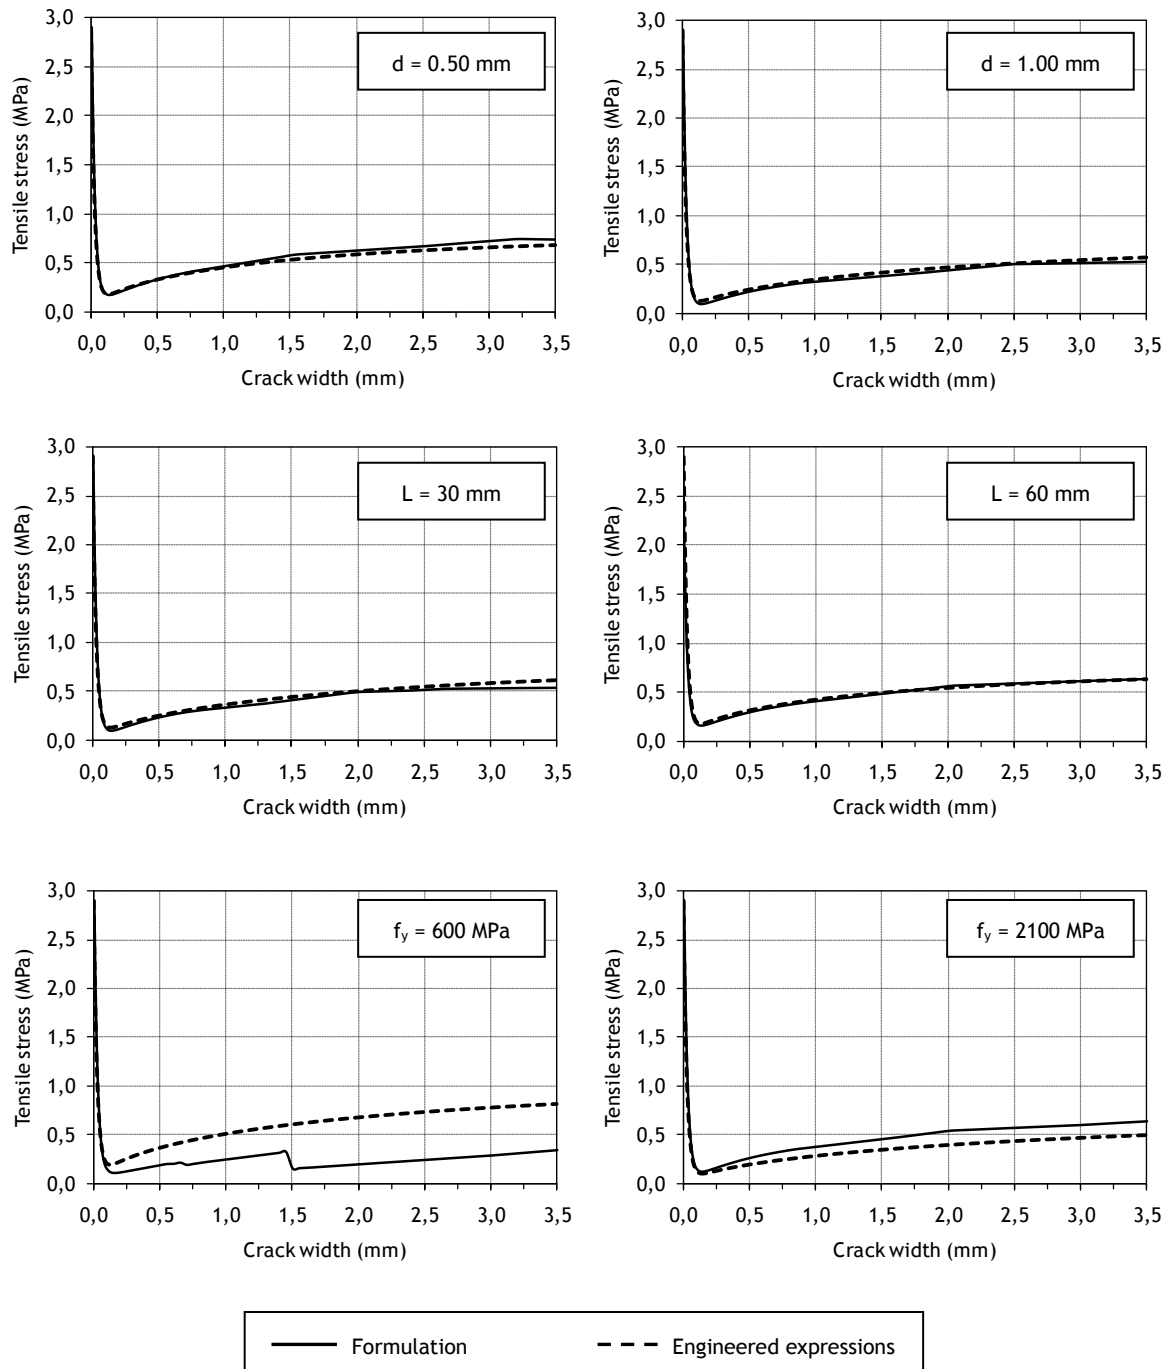 3,0
2,5
2,0
1,5
1,0
0,5
0,0
Tensile stress (MPa)
d = 0.50 mm
0,0 0,5 1,0 1,5 2,0 2,5 3,0 3,5
Crack width (mm)
3,0
2,5
2,0
1,5
1,0
0,5
0,0
Tensile stress (MPa)
d = 1.00 mm
0,0 0,5 1,0 1,5 2,0 2,5 3,0 3,5
Crack width (mm)
3,0
2,5
2,0
1,5
1,0
0,5
0,0
Tensile stress (MPa)
L = 30 mm
0,0 0,5 1,0 1,5 2,0 2,5 3,0 3,5
Crack width (mm)
3,0
2,5
2,0
1,5
1,0
0,5
0,0
Tensile stress (MPa)
L = 60 mm
0,0 0,5 1,0 1,5 2,0 2,5 3,0 3,5
Crack width (mm)
3,0
2,5
2,0
1,5
1,0
0,5
0,0
Tensile stress (MPa)
fy = 600 MPa
0,0 0,5 1,0 1,5 2,0 2,5 3,0 3,5
Crack width (mm)
3,0
2,5
2,0
1,5
1,0
0,5
0,0
Tensile stress (MPa)
fy = 2100 MPa
0,0 0,5 1,0 1,5 2,0 2,5 3,0 3,5
Crack width (mm)
Formulation Engineered expressions